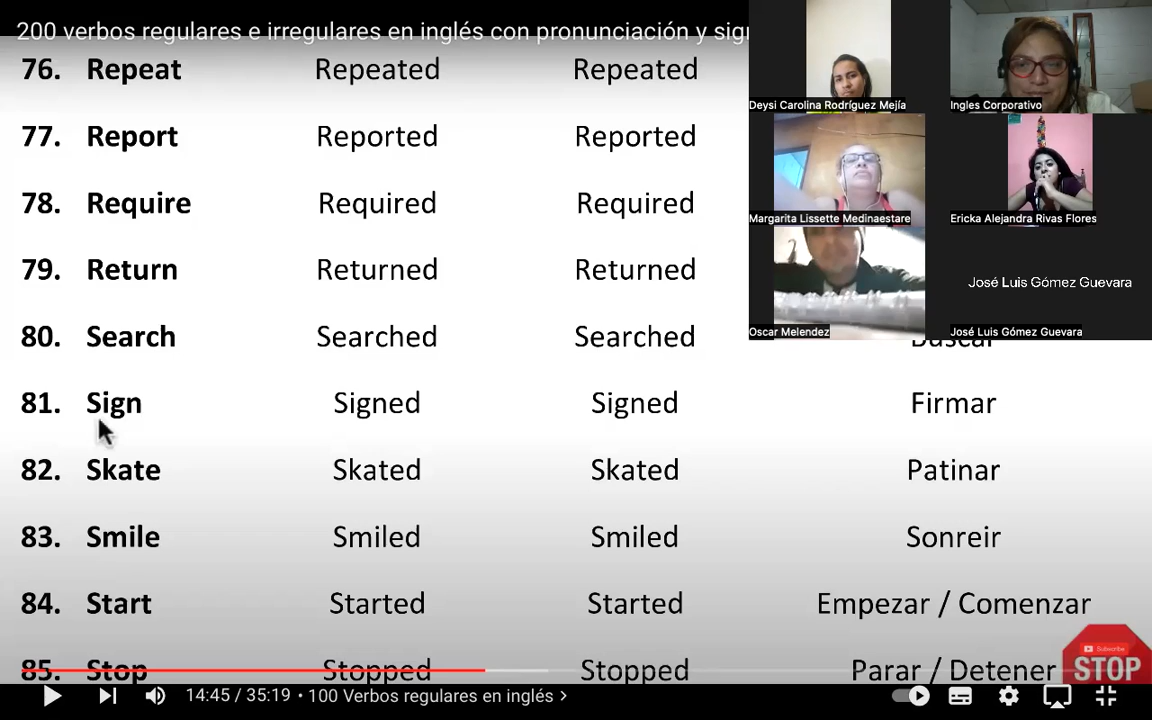 200 verbos regulares e irregulares en inglés con pronunciación y sig
76. Repeat Repeated Repeated
77. Report Reported Reported
78. Require Required Required
79. Return Returned Returned
80. Search Searched Searched Buscar
81. Sign Signed Signed Firmar
82. Skate Skated Skated Patinar
83. Smile Smiled Smiled Sonreir
84. Start Started Started Empezar / Comenzar
85. Stop Stopped Stopped Parar / Detener
Deysi Carolina Rodríguez Mejía
Ingles Corporativo
Margarita Lissette Medinaestare
Ericka Alejandra Rivas Flores
José Luis Gómez Guevara
Oscar Melendez
José Luis Gómez Guevara
Subscribe
STOP
14:45 / 35:19 • 100 Verbos regulares en inglés >